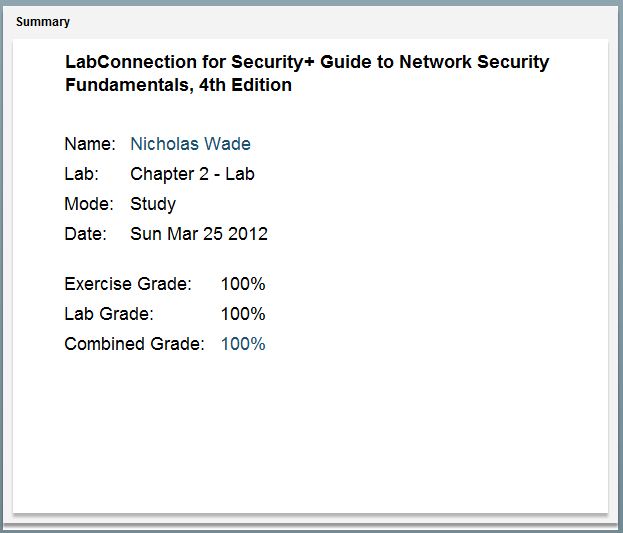 Summary
LabConnection for Security+ Guide to Network Security
Fundamentals, 4th Edition
Name: Nicholas Wade
Lab: Chapter 2 - Lab
Mode: Study
Date: Sun Mar 25 2012
Exercise Grade: 100%
Lab Grade: 100%
Combined Grade: 100%